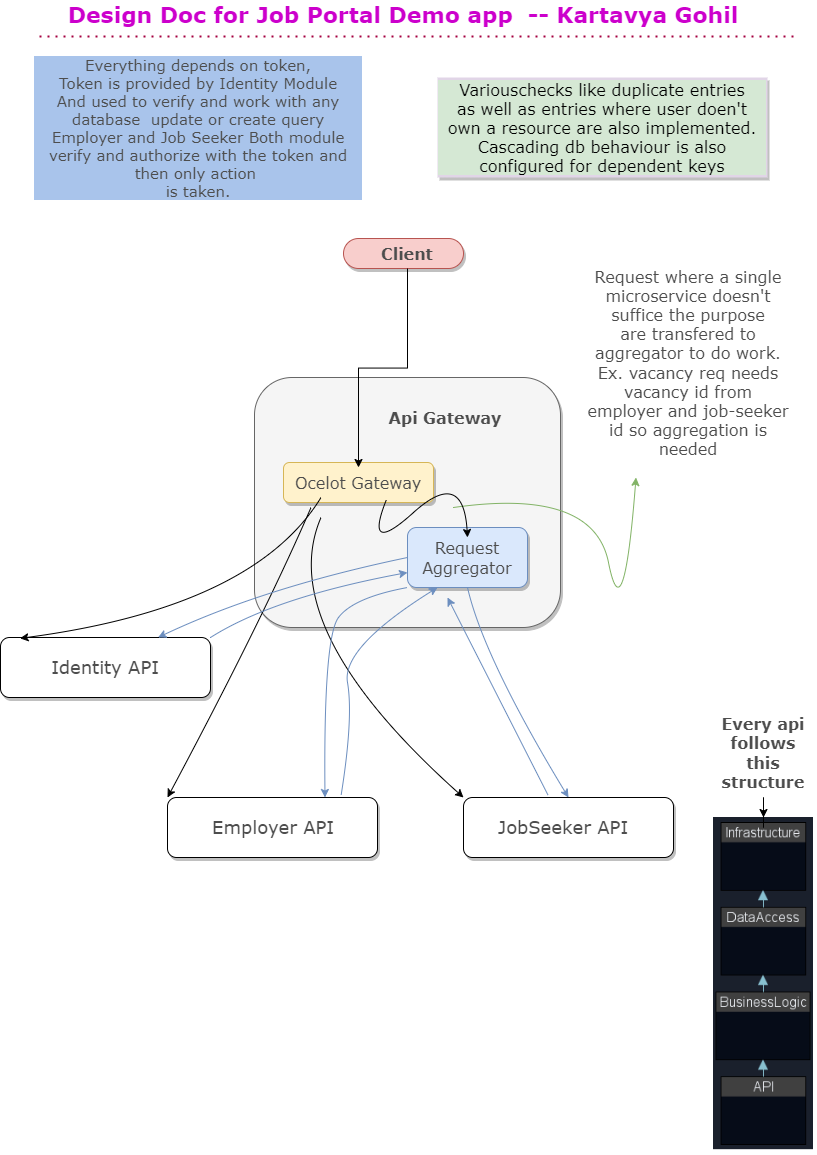 Design Doc for Job Portal Demo app -- Kartavya Gohil
Everything depends on token,
Token is provided by Identity Module
And used to verify and work with any
database update or create query
Employer and Job Seeker Both module
verify and authorize with the token and
then only action
is taken.
Variouschecks like duplicate entries
as well as entries where user doen't
own a resource are also implemented.
Cascading db behaviour is also
configured for dependent keys
Client
Request where a single
microservice doesn't
suffice the purpose
are transfered to
aggregator to do work.
Ex. vacancy req needs
vacancy id from
employer and job-seeker
id so aggregation is
needed
Api Gateway
Ocelot Gateway
Request
Aggregator
Identity API
Employer API
JobSeeker API
Every api
follows
this
structure
Infrastructure
DataAccess
BusinessLogic
API